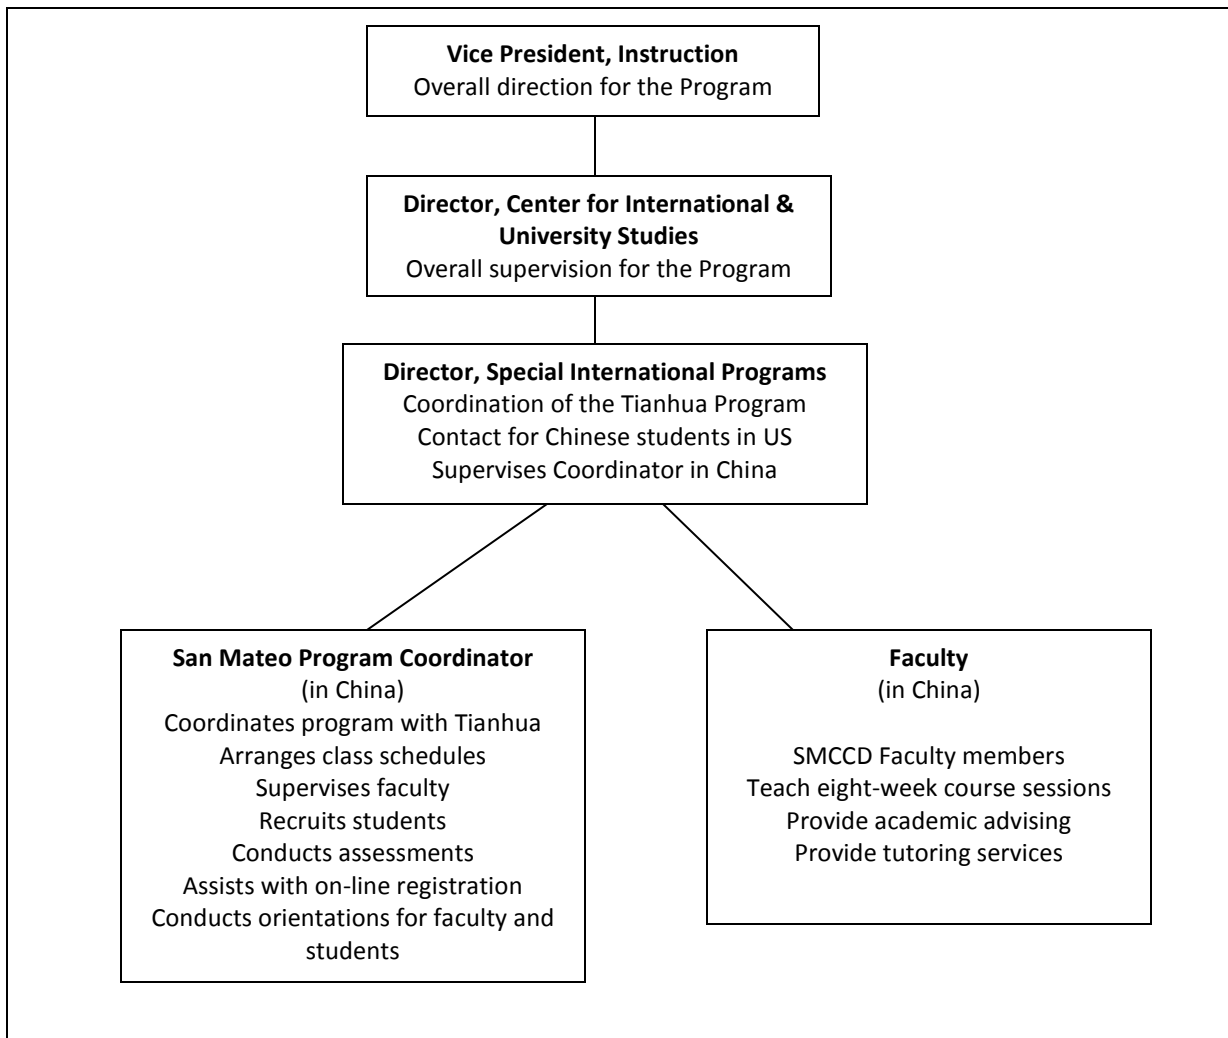 Vice President, Instruction
Overall direction for the Program
Director, Center for International &
University Studies
Overall supervision for the Program
Director, Special International Programs
Coordination of the Tianhua Program
Contact for Chinese students in US
Supervises Coordinator in China
San Mateo Program Coordinator
(in China)
Coordinates program with Tianhua
Arranges class schedules
Supervises faculty
Recruits students
Conducts assessments
Assists with on-line registration
Conducts orientations for faculty and
students
Faculty
(in China)
SMCCD Faculty members
Teach eight-week course sessions
Provide academic advising
Provide tutoring services